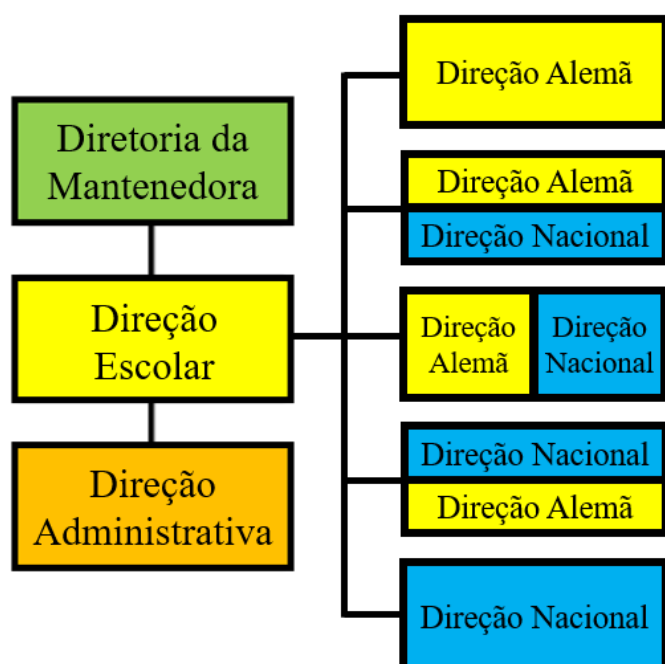 Diretoria da
Mantenedora
Direção
Escolar
Direção
Administrativa
Direção Alemã
Direção Alemã
Direção Nacional
Direção
Alemã
Direção
Nacional
Direção Nacional
Direção Alemã
Direção Nacional